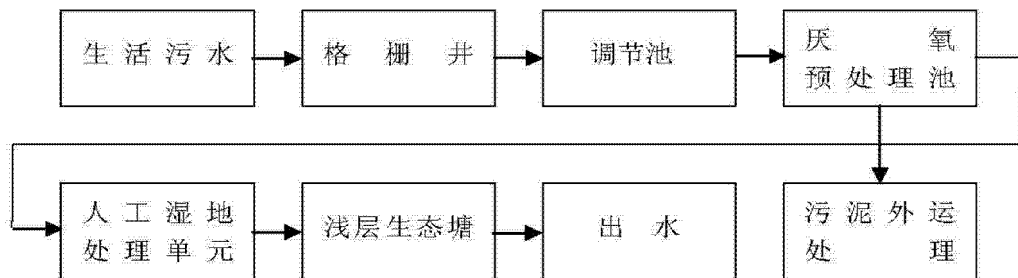 生活污水
格栅井
调节池
厌氧
预处理池
人工湿地
处理单元
浅层生态塘
出水
污泥外运
处理